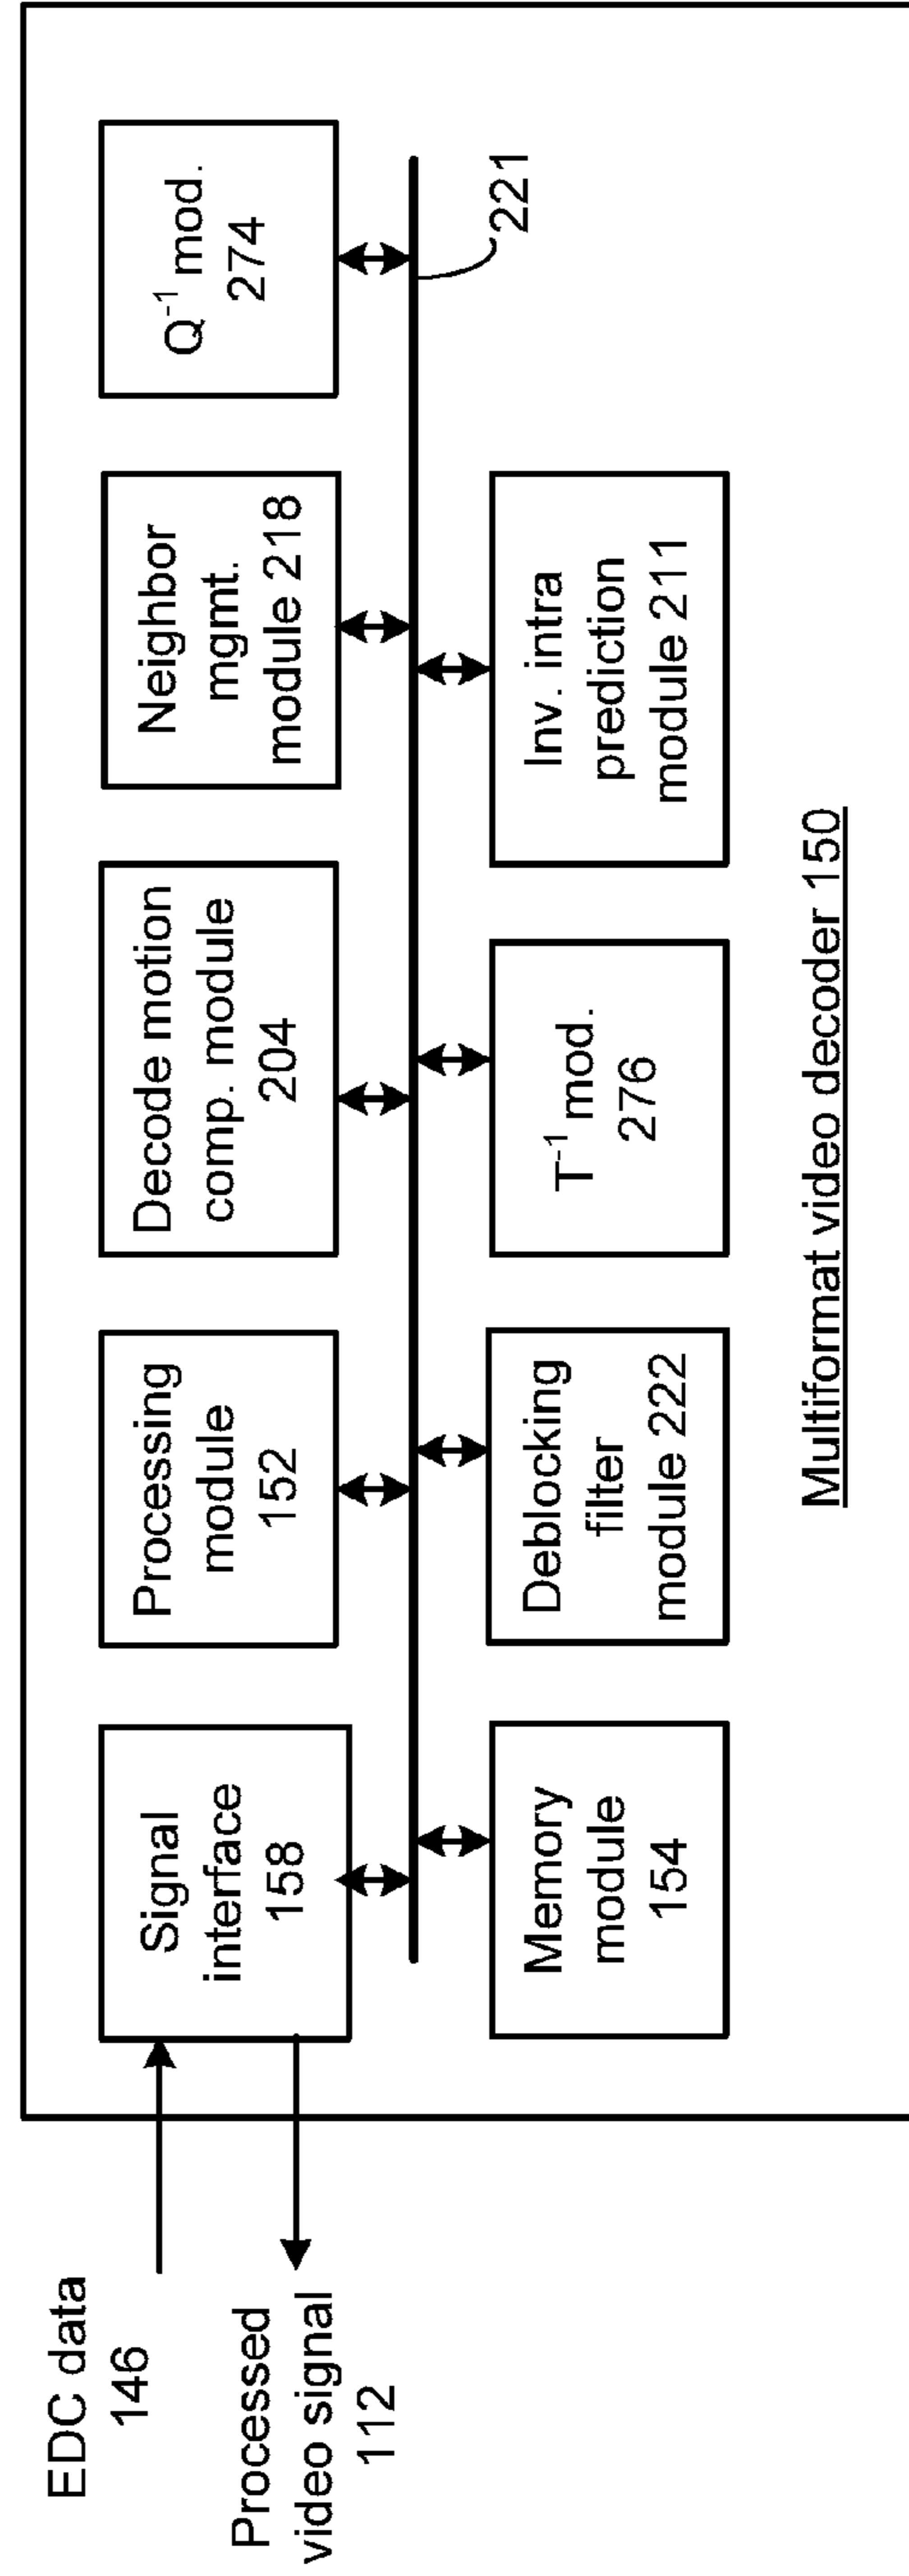 EDC data
146
Processed
video signal
112
Signal
interface
158
Processing
module
152
Decode motion
comp. module
204
Neighbor
mgmt.
module 218
Q⁻¹ mod.
274
221
Memory
module
154
Deblocking
filter
module 222
T⁻¹ mod.
276
Inv. intra
prediction
module 211
Multiformat video decoder 150